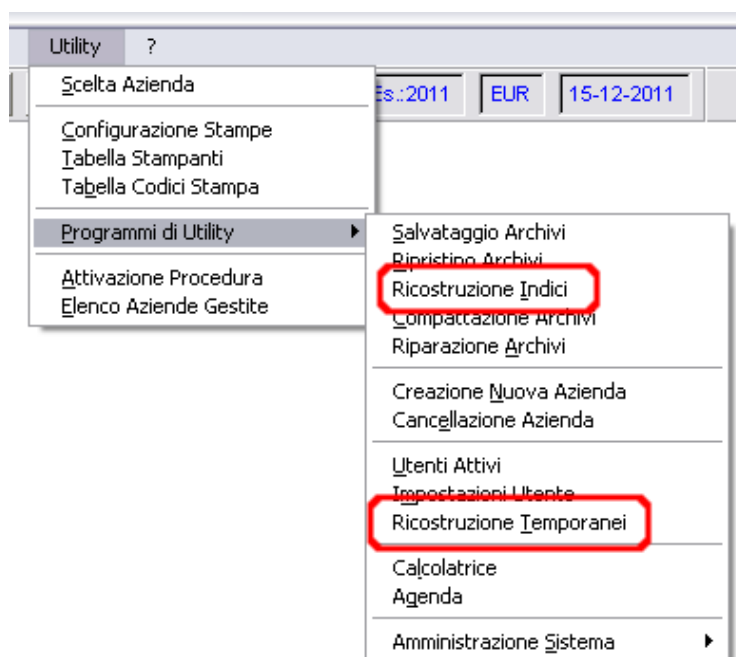 Utility ?
Scelta Azienda
Es.:2011 EUR 15-12-2011
Configurazione Stampe
Tabella Stampanti
Tabella Codici Stampa
Programmi di Utility
Salvataggio Archivi
Ripristino Archivi
Attivazione Procedura
Ricostruzione Indici
Elenco Aziende Gestite
Compattazione Archivi
Riparazione Archivi
Creazione Nuova Azienda
Cancellazione Azienda
Utenti Attivi
Impostazioni Utente
Ricostruzione Temporanei
Calcolatrice
Agenda
Amministrazione Sistema